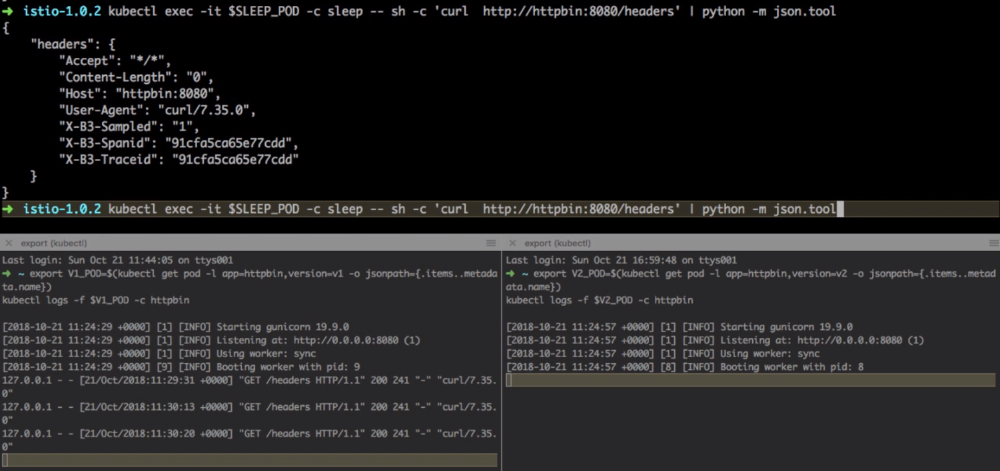 ➜ istio-1.0.2 kubectl exec -it $SLEEP_POD -c sleep -- sh -c 'curl  http://httpbin:8080/headers' | python -m json.tool
{
    "headers": {
        "Accept": "*/*",
        "Content-Length": "0",
        "Host": "httpbin:8080",
        "User-Agent": "curl/7.35.0",
        "X-B3-Sampled": "1",
        "X-B3-Spanid": "91cfa5ca65e77cdd",
        "X-B3-Traceid": "91cfa5ca65e77cdd"
    }
}
➜ istio-1.0.2 kubectl exec -it $SLEEP_POD -c sleep -- sh -c 'curl  http://httpbin:8080/headers' | python -m json.tool
export (kubectl)
Last login: Sun Oct 21 11:44:05 on ttys001
➜ ~ export V1_POD=$(kubectl get pod -l app=httpbin,version=v1 -o jsonpath={.items..metada
ta.name})
kubectl logs -f $V1_POD -c httpbin
[2018-10-21 11:24:29 +0000] [1] [INFO] Starting gunicorn 19.9.0
[2018-10-21 11:24:29 +0000] [1] [INFO] Listening at: http://0.0.0.0:8080 (1)
[2018-10-21 11:24:29 +0000] [1] [INFO] Using worker: sync
[2018-10-21 11:24:29 +0000] [9] [INFO] Booting worker with pid: 9
127.0.0.1 - - [21/Oct/2018:11:29:31 +0000] "GET /headers HTTP/1.1" 200 241 "-" "curl/7.35.
0"
127.0.0.1 - - [21/Oct/2018:11:30:13 +0000] "GET /headers HTTP/1.1" 200 241 "-" "curl/7.35.
0"
127.0.0.1 - - [21/Oct/2018:11:30:20 +0000] "GET /headers HTTP/1.1" 200 241 "-" "curl/7.35.
0"
export (kubectl)
Last login: Sun Oct 21 16:59:48 on ttys001
➜ ~ export V2_POD=$(kubectl get pod -l app=httpbin,version=v2 -o jsonpath={.items..metad
ata.name})
kubectl logs -f $V2_POD -c httpbin
[2018-10-21 11:24:57 +0000] [1] [INFO] Starting gunicorn 19.9.0
[2018-10-21 11:24:57 +0000] [1] [INFO] Listening at: http://0.0.0.0:8080 (1)
[2018-10-21 11:24:57 +0000] [1] [INFO] Using worker: sync
[2018-10-21 11:24:57 +0000] [8] [INFO] Booting worker with pid: 8